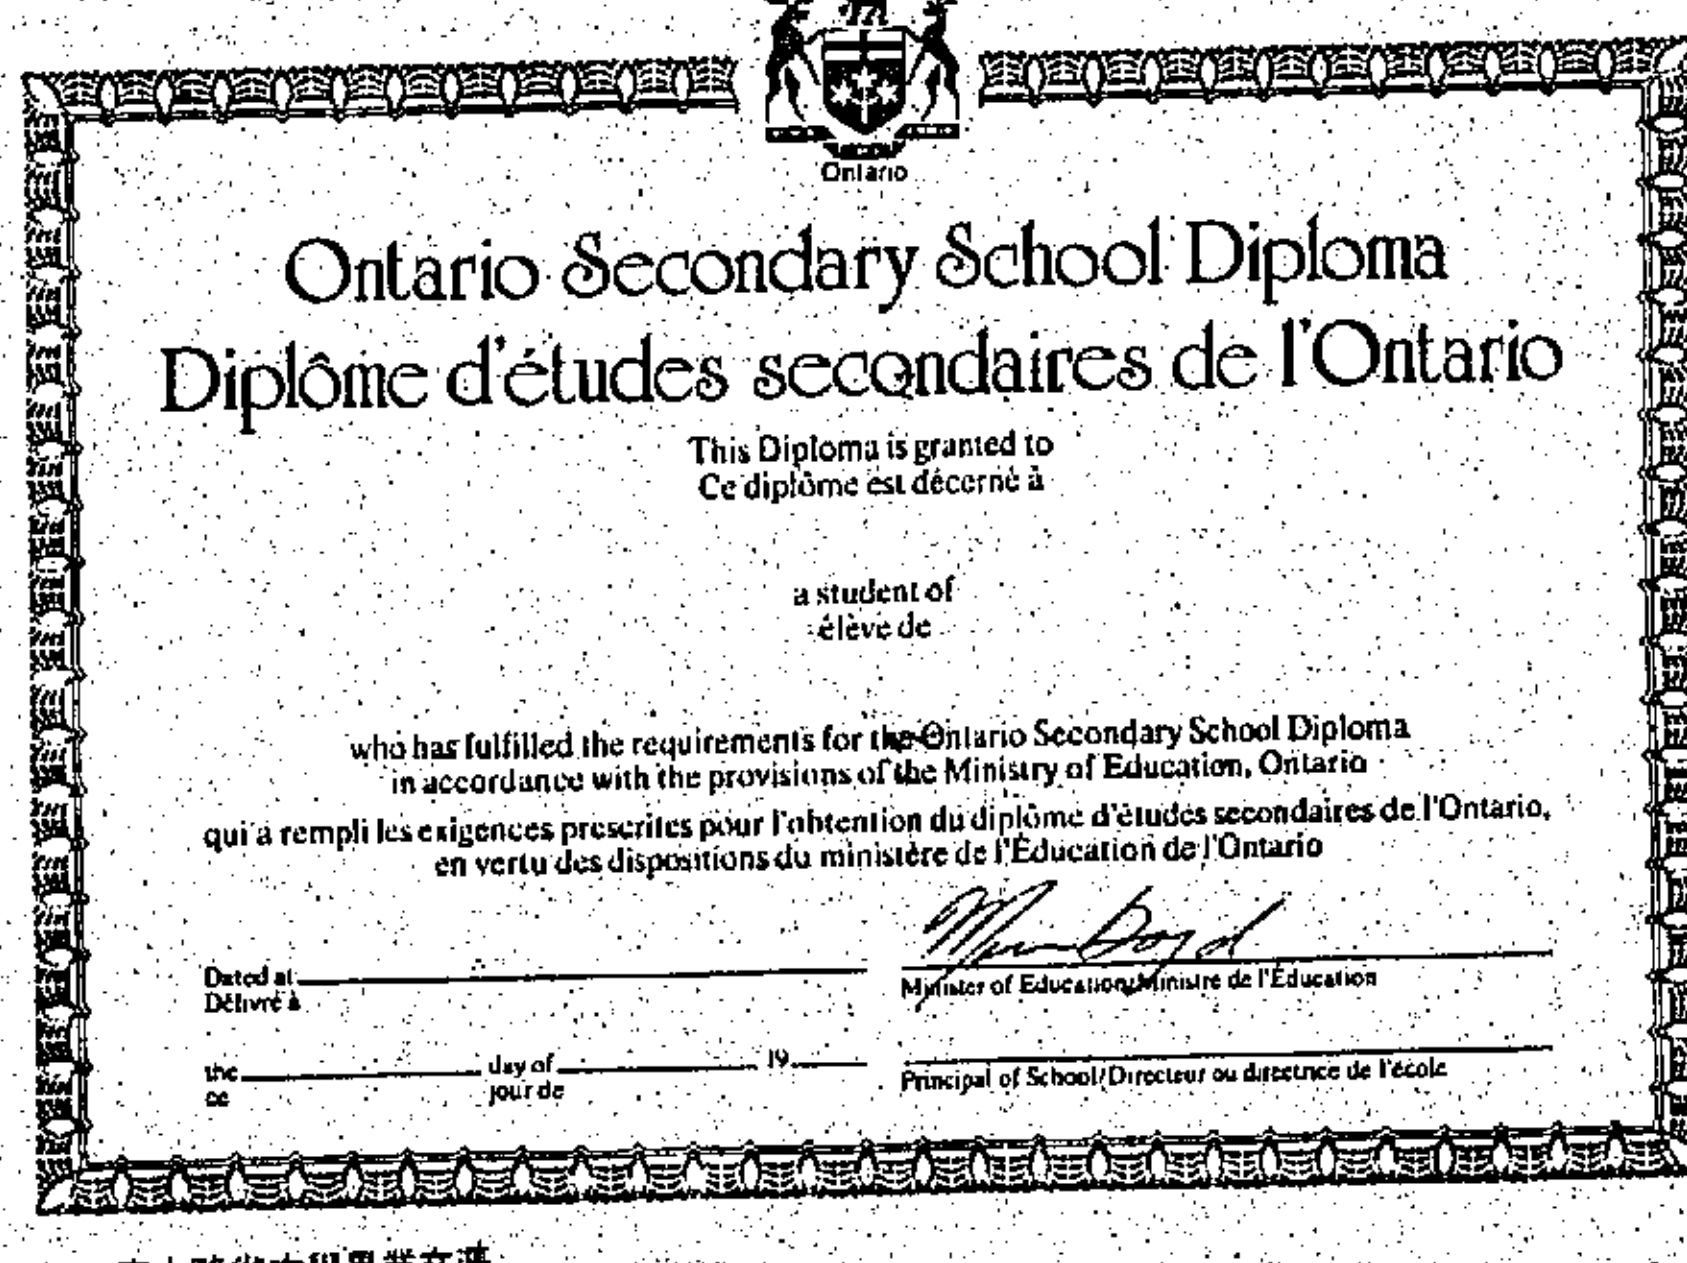 Ontario
Ontario Secondary School Diploma
Diplôme d'études secondaires de l'Ontario
This Diploma is granted to
Ce diplôme est décerné à
a student of
élève de
who has fulfilled the requirements for the Ontario Secondary School Diploma
in accordance with the provisions of the Ministry of Education, Ontario
qui a rempli les exigences prescrites pour l'obtention du diplôme d'études secondaires de l'Ontario,
en vertu des dispositions du ministère de l'Éducation de l'Ontario
Dated at
Délivré à
Minister of Education/Ministre de l'Éducation
the day of 19
ce jour de
Principal of School/Directeur ou directrice de l'école